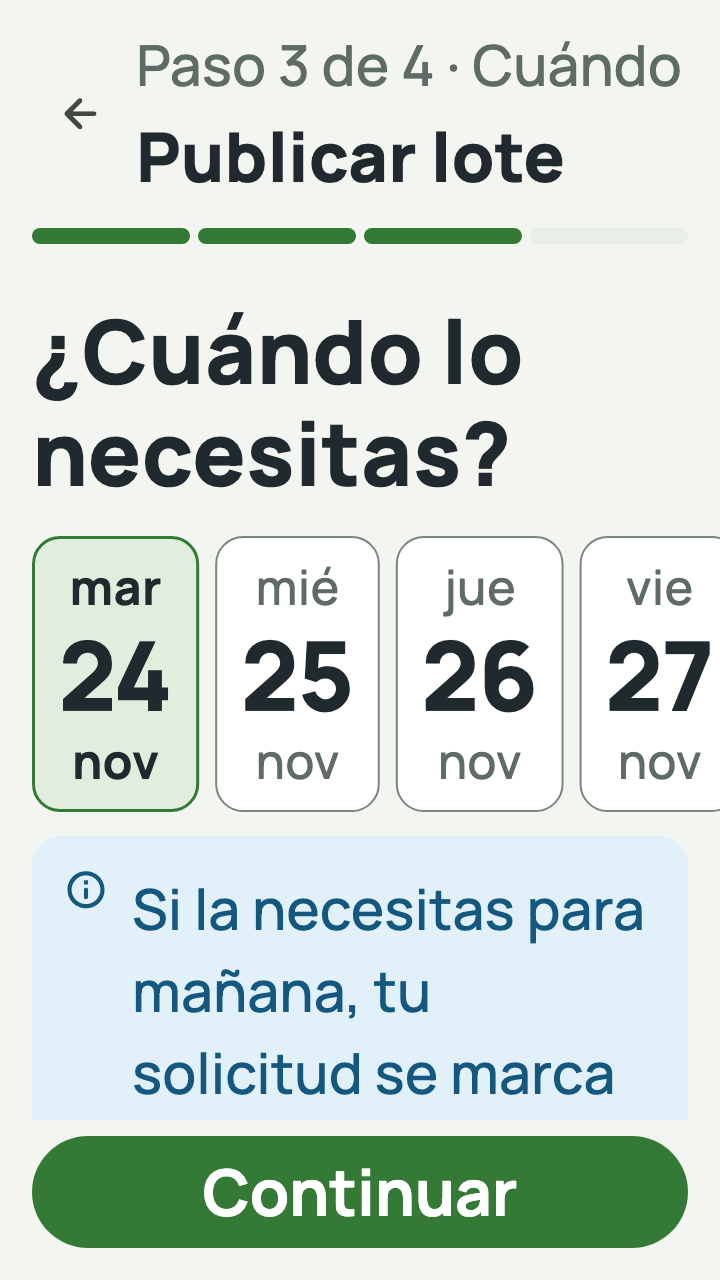 Paso 3 de 4 · Cuándo
Publicar lote
¿Cuándo lo
necesitas?
mar
24
nov
mié
25
nov
jue
26
nov
vie
27
nov
Si la necesitas para
mañana, tu
solicitud se marca
Continuar